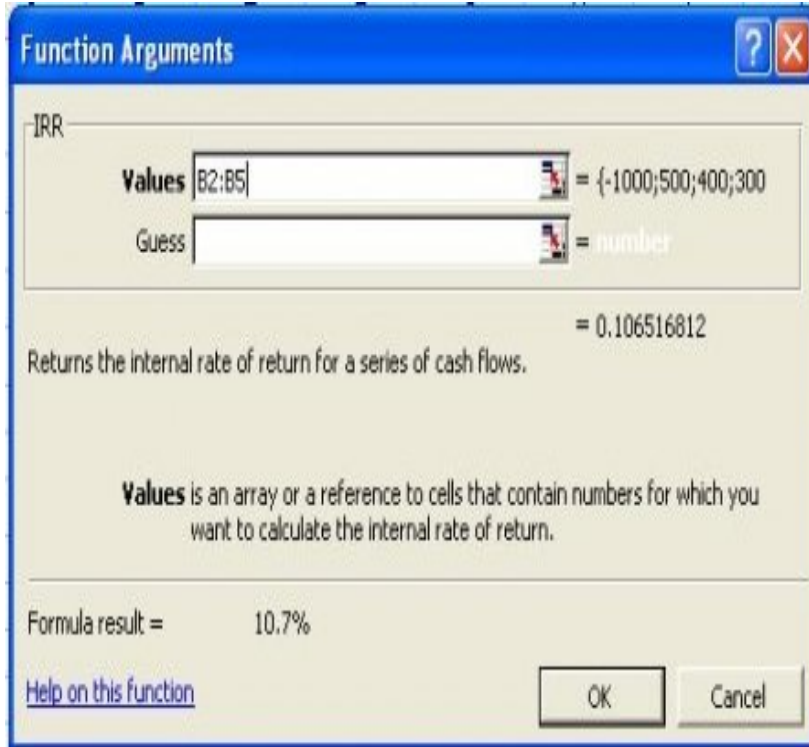 Function Arguments
IRR
Values B2:B5 = {-1000;500;400;300
Guess = number
= 0.106516812
Returns the internal rate of return for a series of cash flows.
Values is an array or a reference to cells that contain numbers for which you
want to calculate the internal rate of return.
Formula result = 10.7%
Help on this function
OK Cancel